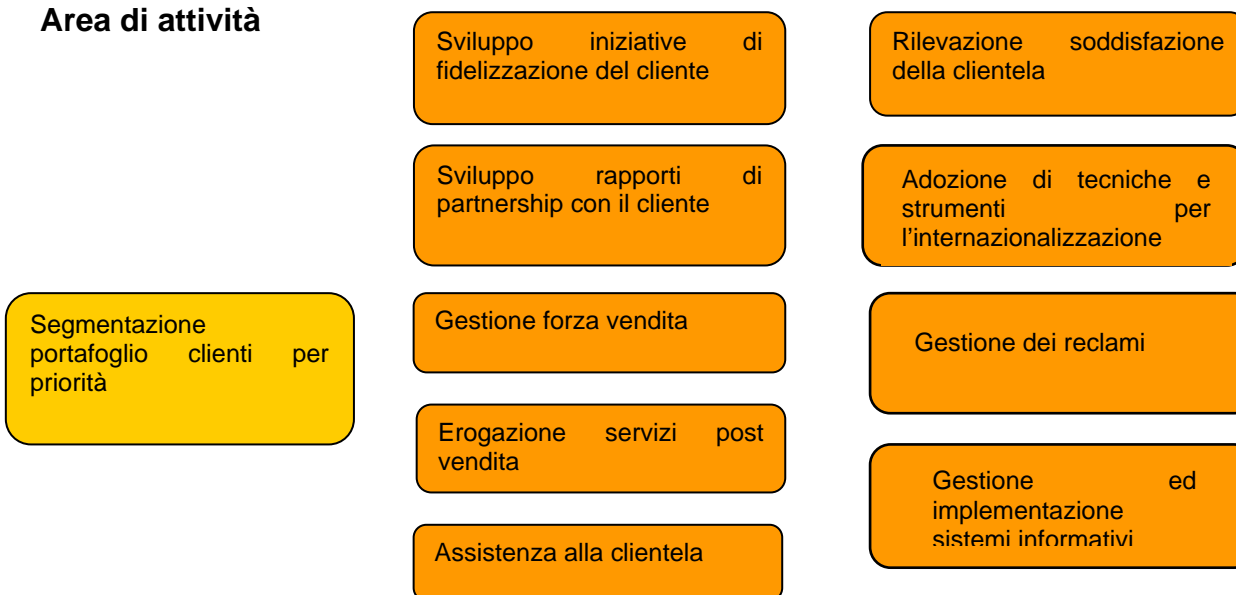 Area di attività
Sviluppo iniziative di
fidelizzazione del cliente
Rilevazione soddisfazione
della clientela
Sviluppo rapporti di
partnership con il cliente
Adozione di tecniche e
strumenti per
l’internazionalizzazione
Segmentazione
portafoglio clienti per
priorità
Gestione forza vendita
Gestione dei reclami
Erogazione servizi post
vendita
Gestione ed
implementazione
sistemi informativi
Assistenza alla clientela